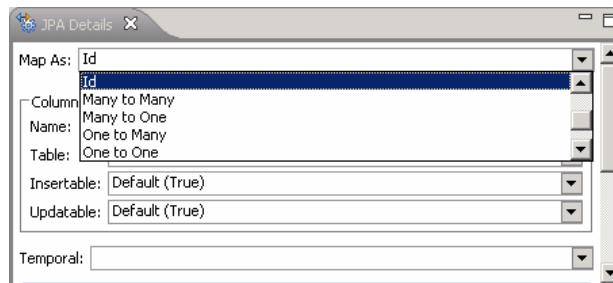 JPA Details
Map As: Id
Id
Many to Many
Many to One
One to Many
One to One
Column
Name:
Table:
Insertable: Default (True)
Updatable: Default (True)
Temporal: